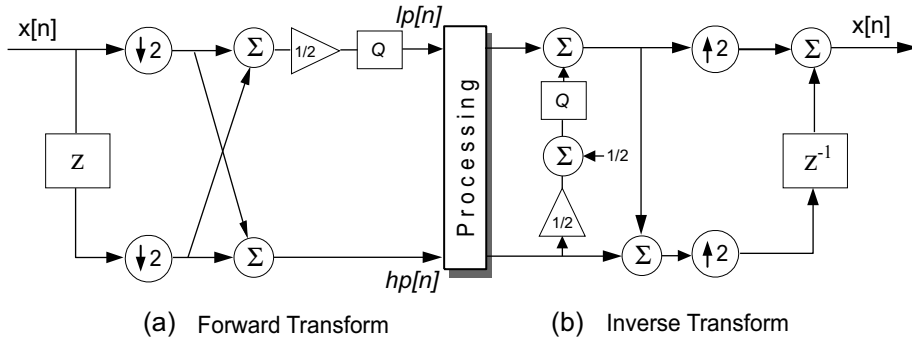 x[n]
↓2
Σ
1/2
Q
lp[n]
Z
↓2
Σ
hp[n]
Processing
Σ
Q
Σ
1/2
1/2
Σ
↑2
↑2
Σ
x[n]
Z⁻¹
(a) Forward Transform
(b) Inverse Transform